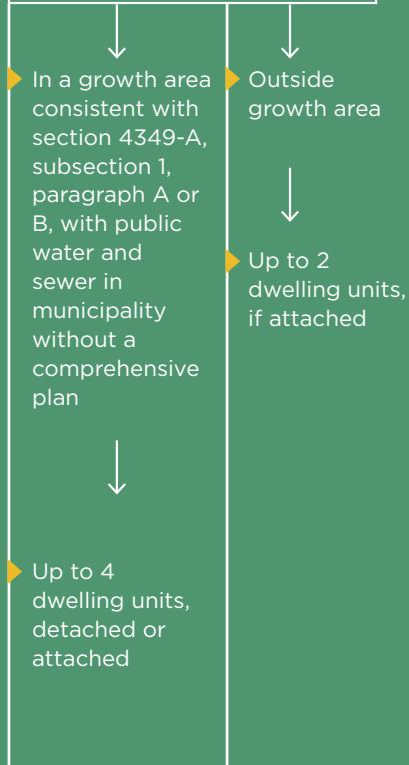 In a growth area
consistent with
section 4349-A,
subsection 1,
paragraph A or
B, with public
water and
sewer in
municipality
without a
comprehensive
plan
Up to 4
dwelling units,
detached or
attached
Outside
growth area
Up to 2
dwelling units,
if attached